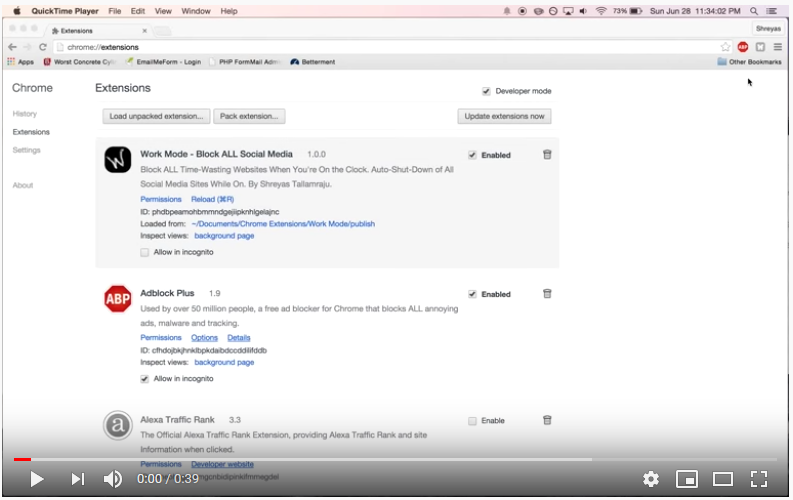 QuickTime Player File Edit View Window Help 73% Sun Jun 28 11:34:02 PM
Extensions Shreyas
chrome://extensions
Apps Worst Concrete Cyli EmailMeForm - Login PHP FormMail Admi Betterment Other Bookmarks
Chrome Extensions Developer mode
History Load unpacked extension... Pack extension... Update extensions now
Extensions
Settings Work Mode - Block ALL Social Media 1.0.0 Enabled
Block ALL Time-Wasting Websites When You're On the Clock. Auto-Shut-Down of All
About Social Media Sites While On. By Shreyas Tallamraju.
Permissions Reload (⌘R)
ID: phdbpeamohbmmndgejiipknhlgelajnc
Loaded from: ~/Documents/Chrome Extensions/Work Mode/publish
Inspect views: background page
Allow in incognito
ABP Adblock Plus 1.9 Enabled
Used by over 50 million people, a free ad blocker for Chrome that blocks ALL annoying
ads, malware and tracking.
Permissions Options Details
ID: cfhdojbkjhnklbpkdaibdccddilifddb
Inspect views: background page
Allow in incognito
a Alexa Traffic Rank 3.3 Enable
The Official Alexa Traffic Rank Extension, providing Alexa Traffic Rank and site
information when clicked.
Permissions Developer website
0:00 / 0:39